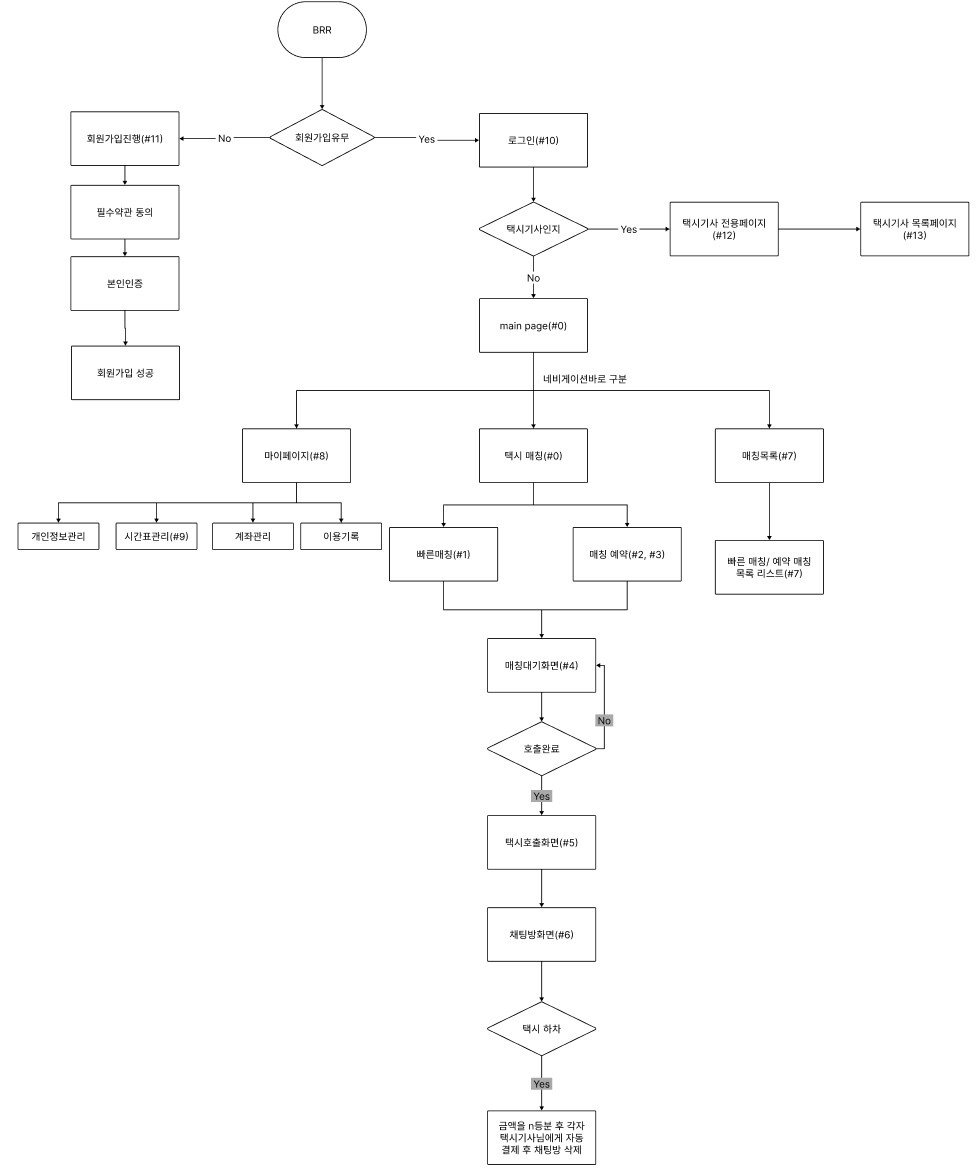 BRR
회원가입진행(#11)
No
회원가입유무
Yes
로그인(#10)
필수약관 동의
택시기사인지
Yes
택시기사 전용페이지
(#12)
택시기사 목록페이지
(#13)
본인인증
No
main page(#0)
회원가입 성공
네비게이션바로 구분
마이페이지(#8)
택시 매칭(#0)
매칭목록(#7)
개인정보관리
시간표관리(#9)
계좌관리
이용기록
빠른매칭(#1)
매칭 예약(#2, #3)
빠른 매칭/ 예약 매칭
목록 리스트(#7)
매칭대기화면(#4)
No
호출완료
Yes
택시호출화면(#5)
채팅방화면(#6)
택시 하차
Yes
금액을 n등분 후 각자
택시기사님에게 자동
결제 후 채팅방 삭제